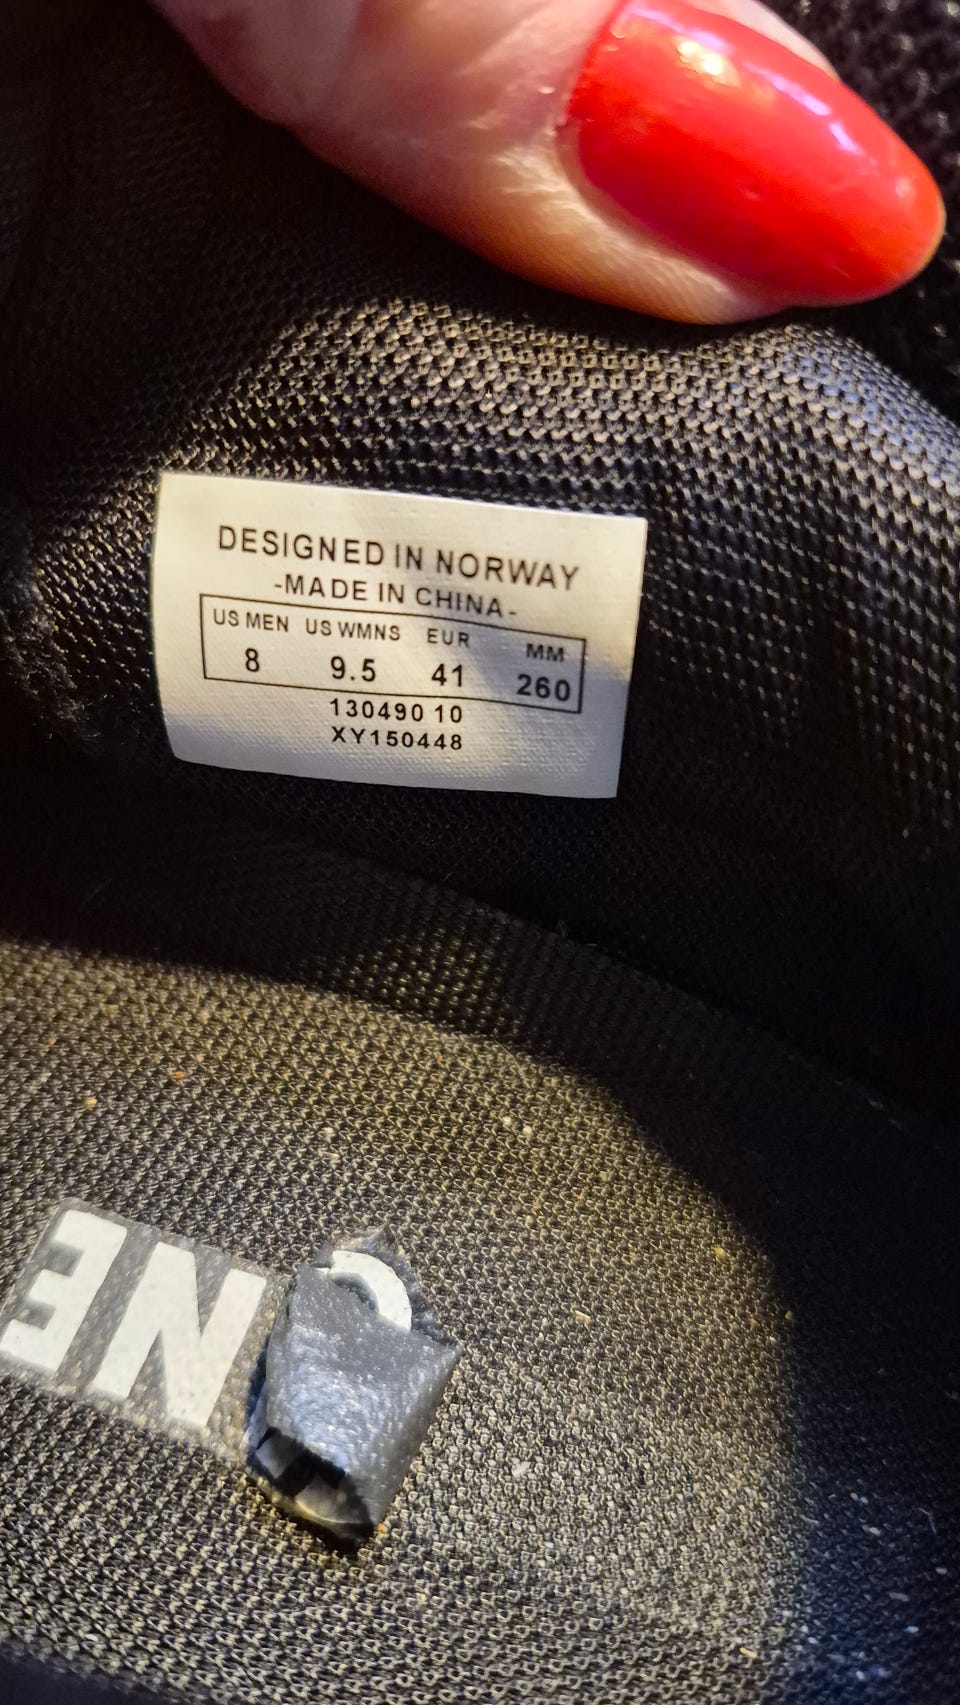 DESIGNED IN NORWAY
-MADE IN CHINA-
US MEN US WMNS EUR MM
8 9.5 41 260
130490 10
XY150448
NE